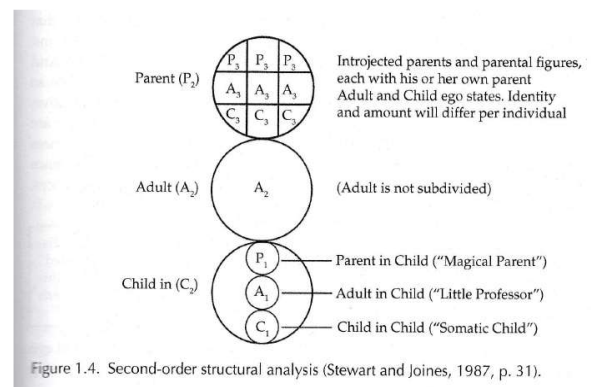 P₃ P₃ P₃
Parent (P₂)
A₃ A₃ A₃
C₃ C₃ C₃
Introjected parents and parental figures,
each with his or her own parent
Adult and Child ego states. Identity
and amount will differ per individual
Adult (A₂)
A₂
(Adult is not subdivided)
Child in (C₂)
P₁
Parent in Child ("Magical Parent")
A₁
Adult in Child ("Little Professor")
C₁
Child in Child ("Somatic Child")
Figure 1.4. Second-order structural analysis (Stewart and Joines, 1987, p. 31).